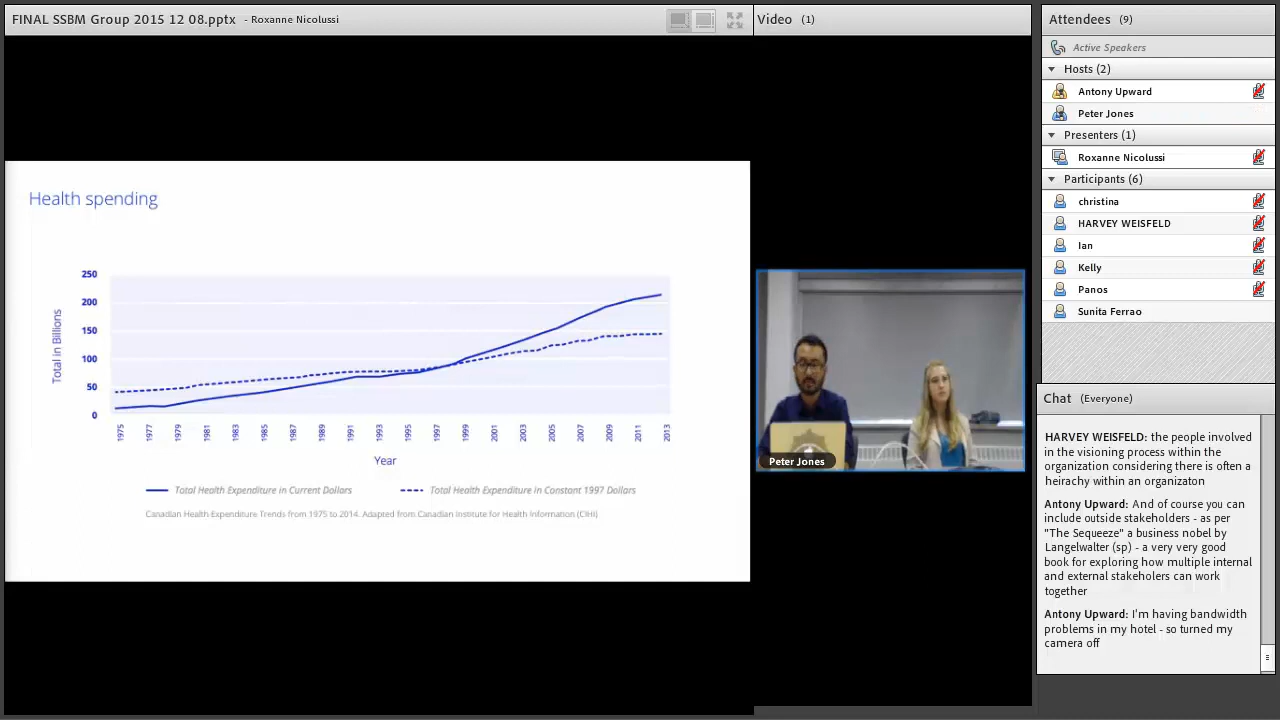 FINAL SSBM Group 2015 12 08.pptx - Roxanne Nicolussi
Health spending
250
200
150
100
50
0
Total in Billions
1975 1977 1979 1981 1983 1985 1987 1989 1991 1993 1995 1997 1999 2001 2003 2005 2007 2009 2011 2013
Year
Total Health Expenditure in Current Dollars Total Health Expenditure in Constant 1997 Dollars
Canadian Health Expenditure Trends from 1975 to 2014. Adapted from Canadian Institute for Health Information (CIHI)
Video (1)
Peter Jones
Attendees (9)
Active Speakers
Hosts (2)
Antony Upward
Peter Jones
Presenters (1)
Roxanne Nicolussi
Participants (6)
christina
HARVEY WEISFELD
Ian
Kelly
Panos
Sunita Ferrao
Chat (Everyone)
HARVEY WEISFELD: the people involved
in the visioning process within the
organization considering there is often a
heirachy within an organizaton
Antony Upward: And of course you can
include outside stakeholders - as per
"The Sequeeze" a business nobel by
Langelwalter (sp) - a very very good
book for exploring how multiple internal
and external stakeholers can work
together
Antony Upward: I'm having bandwidth
problems in my hotel - so turned my
camera off